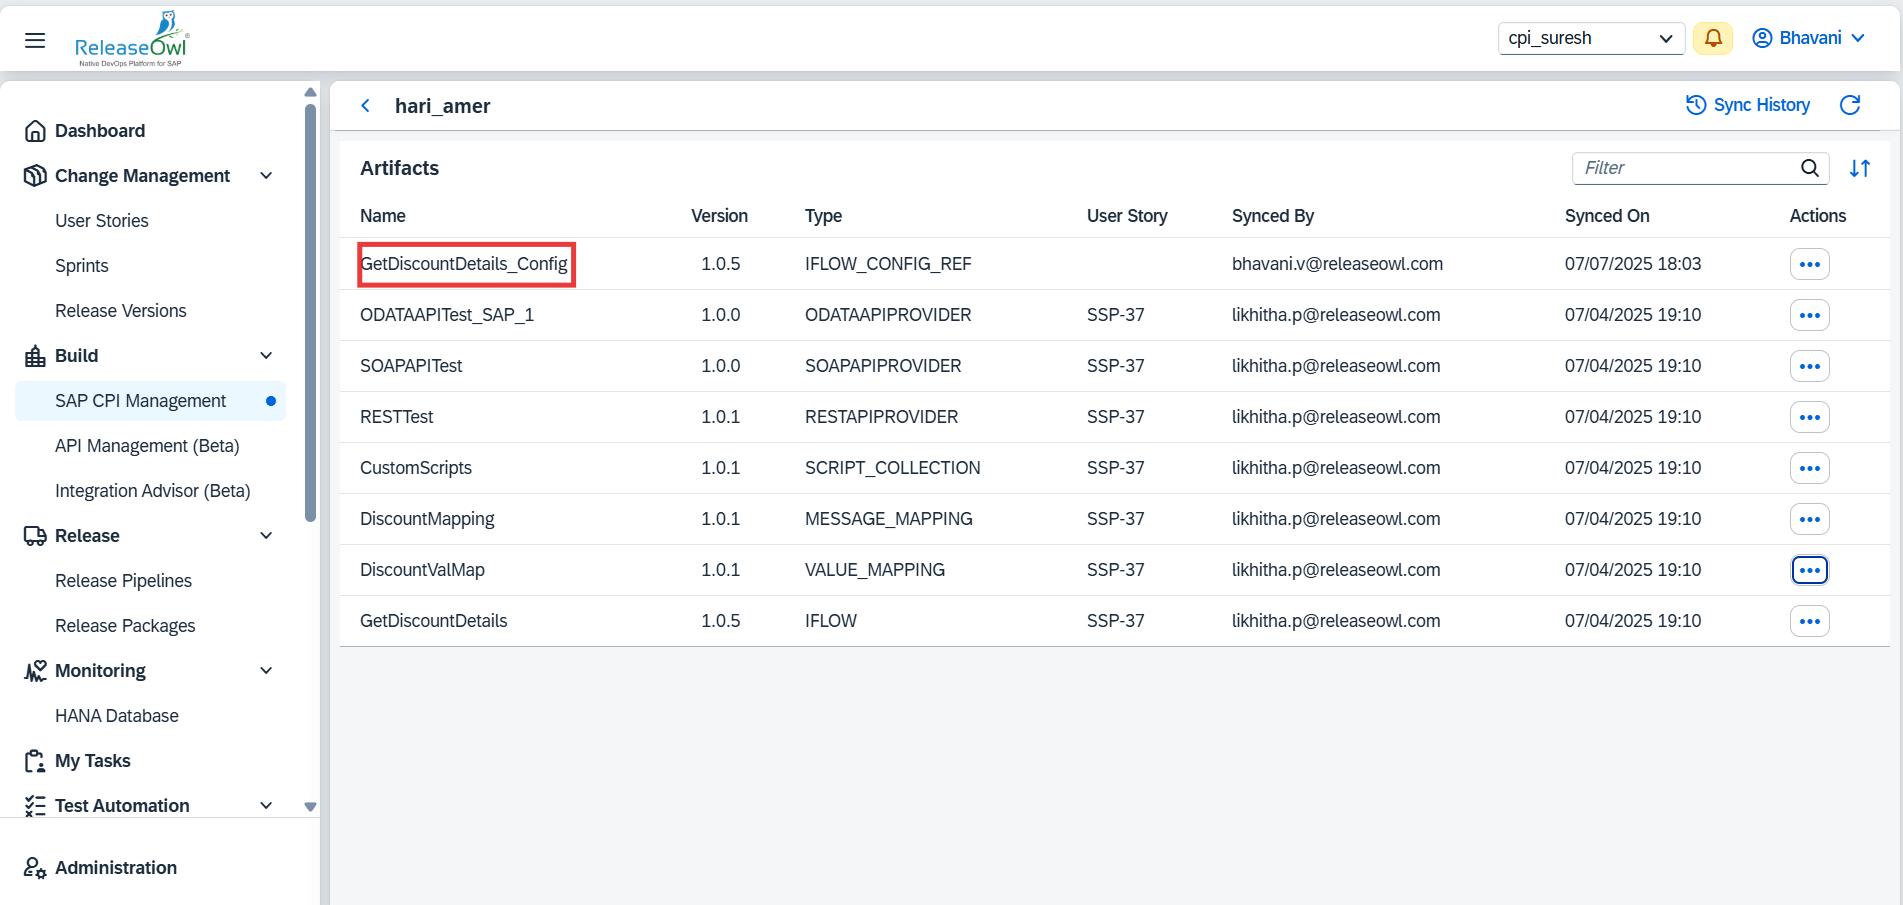 ReleaseOwl®
Native DevOps Platform for SAP
cpi_suresh
Bhavani
Dashboard
Change Management
User Stories
Sprints
Release Versions
Build
SAP CPI Management
API Management (Beta)
Integration Advisor (Beta)
Release
Release Pipelines
Release Packages
Monitoring
HANA Database
My Tasks
Test Automation
Administration
hari_amer
Sync History
Artifacts
Filter
Name Version Type User Story Synced By Synced On Actions
GetDiscountDetails_Config 1.0.5 IFLOW_CONFIG_REF bhavani.v@releaseowl.com 07/07/2025 18:03
ODATAAPITest_SAP_1 1.0.0 ODATAAPIPROVIDER SSP-37 likhitha.p@releaseowl.com 07/04/2025 19:10
SOAPAPITest 1.0.0 SOAPAPIPROVIDER SSP-37 likhitha.p@releaseowl.com 07/04/2025 19:10
RESTTest 1.0.1 RESTAPIPROVIDER SSP-37 likhitha.p@releaseowl.com 07/04/2025 19:10
CustomScripts 1.0.1 SCRIPT_COLLECTION SSP-37 likhitha.p@releaseowl.com 07/04/2025 19:10
DiscountMapping 1.0.1 MESSAGE_MAPPING SSP-37 likhitha.p@releaseowl.com 07/04/2025 19:10
DiscountValMap 1.0.1 VALUE_MAPPING SSP-37 likhitha.p@releaseowl.com 07/04/2025 19:10
GetDiscountDetails 1.0.5 IFLOW SSP-37 likhitha.p@releaseowl.com 07/04/2025 19:10